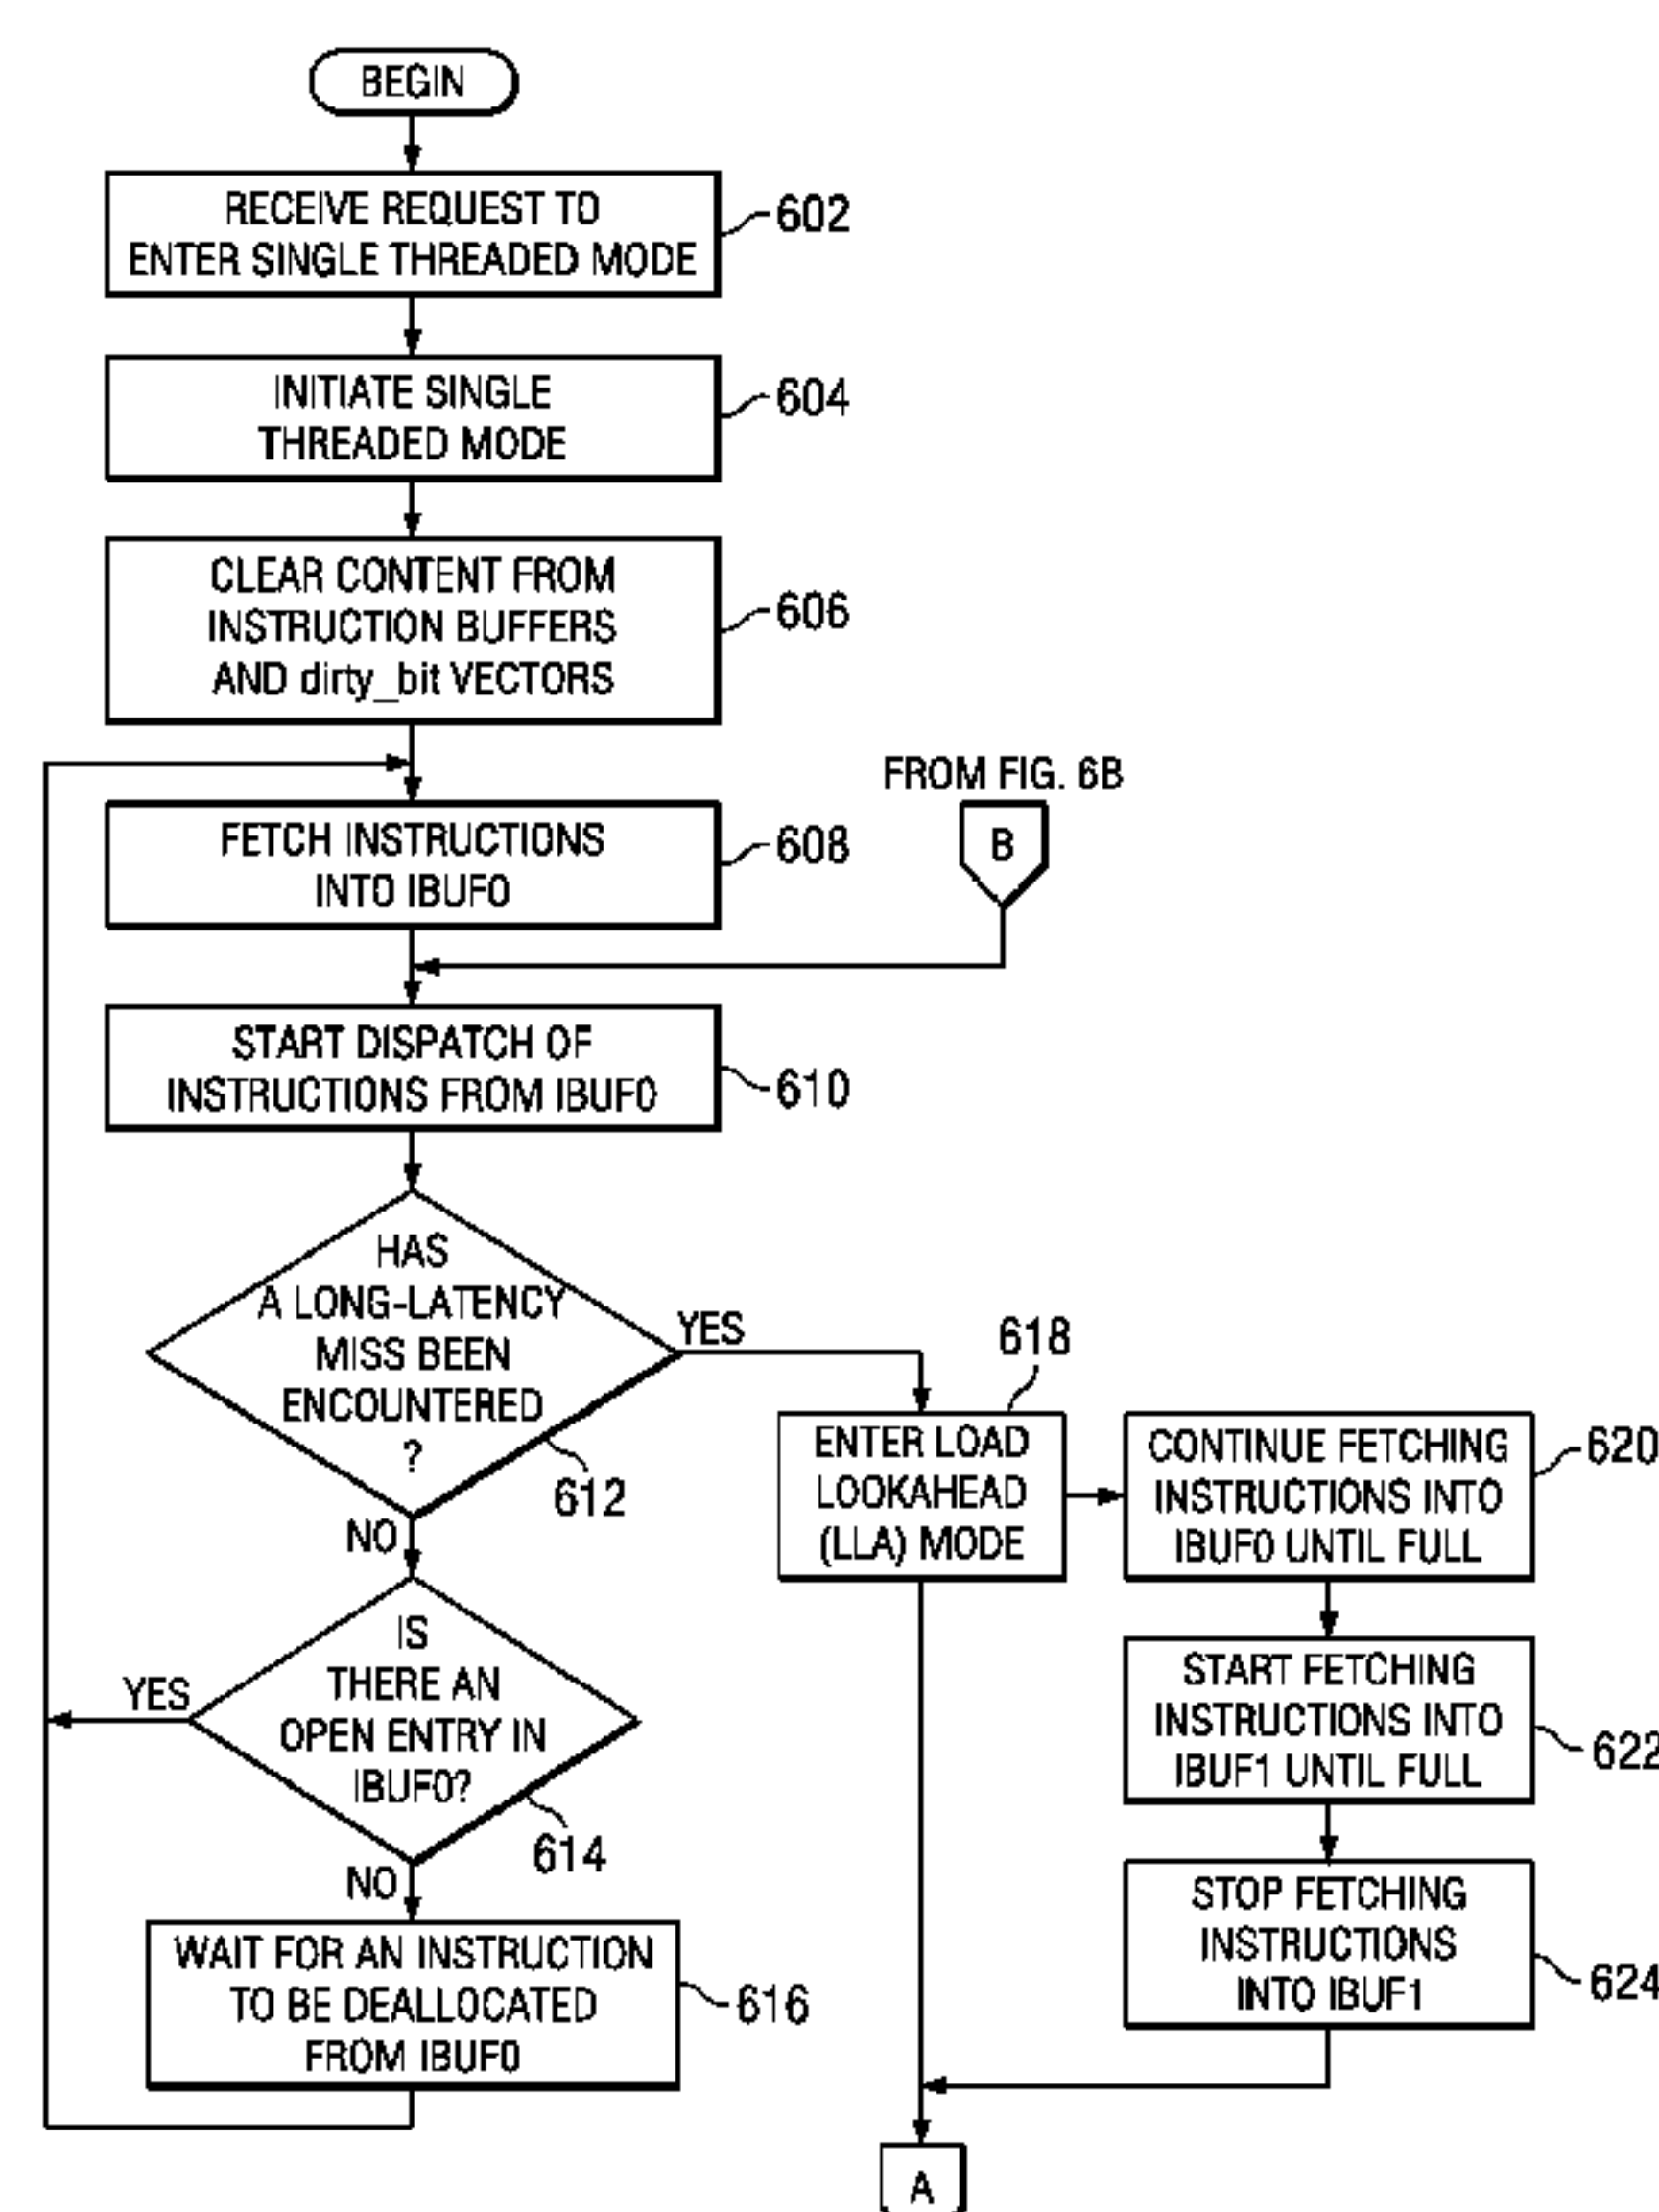 BEGIN
RECEIVE REQUEST TO
ENTER SINGLE THREADED MODE
602
INITIATE SINGLE
THREADED MODE
604
CLEAR CONTENT FROM
INSTRUCTION BUFFERS
AND dirty_bit VECTORS
606
FROM FIG. 6B
B
FETCH INSTRUCTIONS
INTO IBUF0
608
START DISPATCH OF
INSTRUCTIONS FROM IBUF0
610
HAS
A LONG-LATENCY
MISS BEEN
ENCOUNTERED
?
612
YES
NO
IS
THERE AN
OPEN ENTRY IN
IBUF0?
614
YES
NO
WAIT FOR AN INSTRUCTION
TO BE DEALLOCATED
FROM IBUF0
616
618
ENTER LOAD
LOOKAHEAD
(LLA) MODE
CONTINUE FETCHING
INSTRUCTIONS INTO
IBUF0 UNTIL FULL
620
START FETCHING
INSTRUCTIONS INTO
IBUF1 UNTIL FULL
622
STOP FETCHING
INSTRUCTIONS
INTO IBUF1
624
A